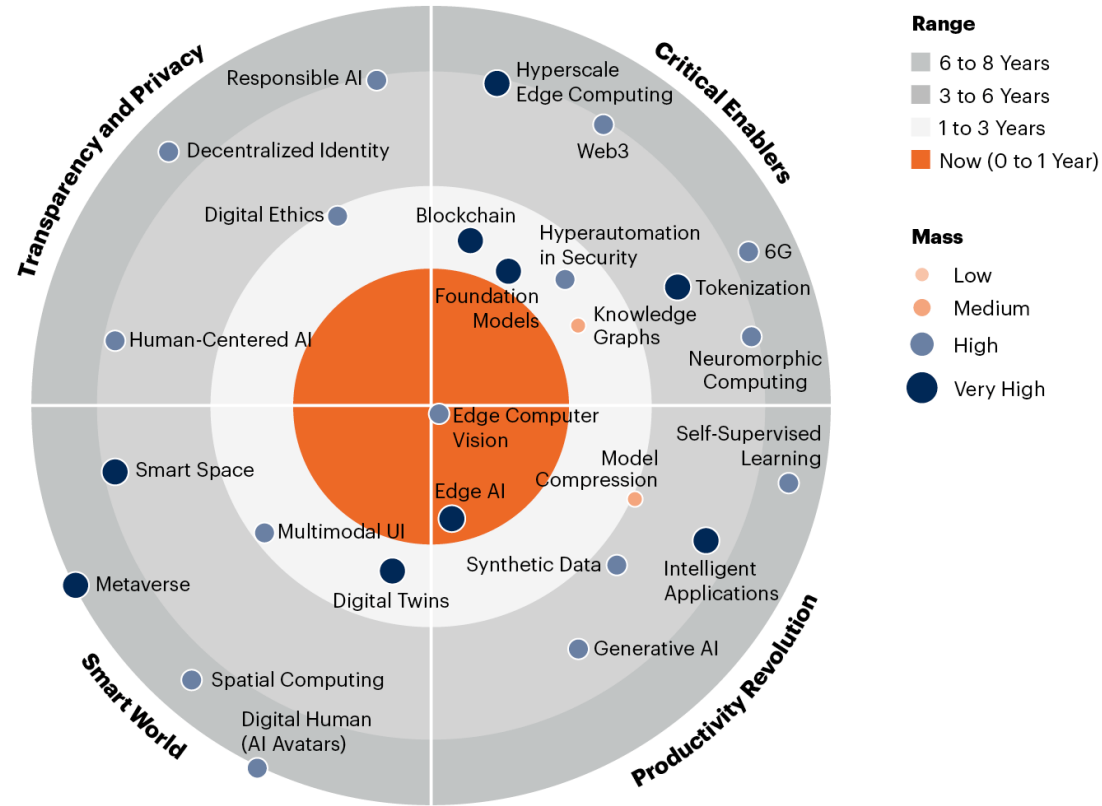 Transparency and Privacy
Responsible AI
Decentralized Identity
Digital Ethics
Human-Centered AI
Critical Enablers
Hyperscale
Edge Computing
Web3
Blockchain
Hyperautomation
in Security
6G
Foundation
Models
Tokenization
Knowledge
Graphs
Neuromorphic
Computing
Smart World
Smart Space
Multimodal UI
Digital Twins
Metaverse
Spatial Computing
Digital Human
(AI Avatars)
Productivity Revolution
Edge Computer
Vision
Self-Supervised
Learning
Model
Compression
Edge AI
Synthetic Data
Intelligent
Applications
Generative AI
Range
6 to 8 Years
3 to 6 Years
1 to 3 Years
Now (0 to 1 Year)
Mass
Low
Medium
High
Very High